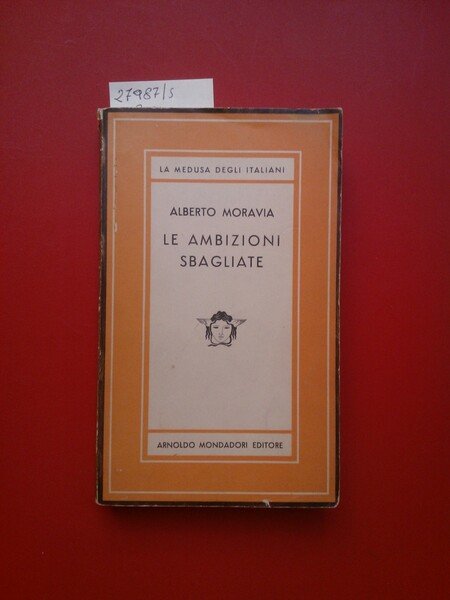 27987/s
LA MEDUSA DEGLI ITALIANI
ALBERTO MORAVIA
LE AMBIZIONI
SBAGLIATE
ARNOLDO MONDADORI EDITORE